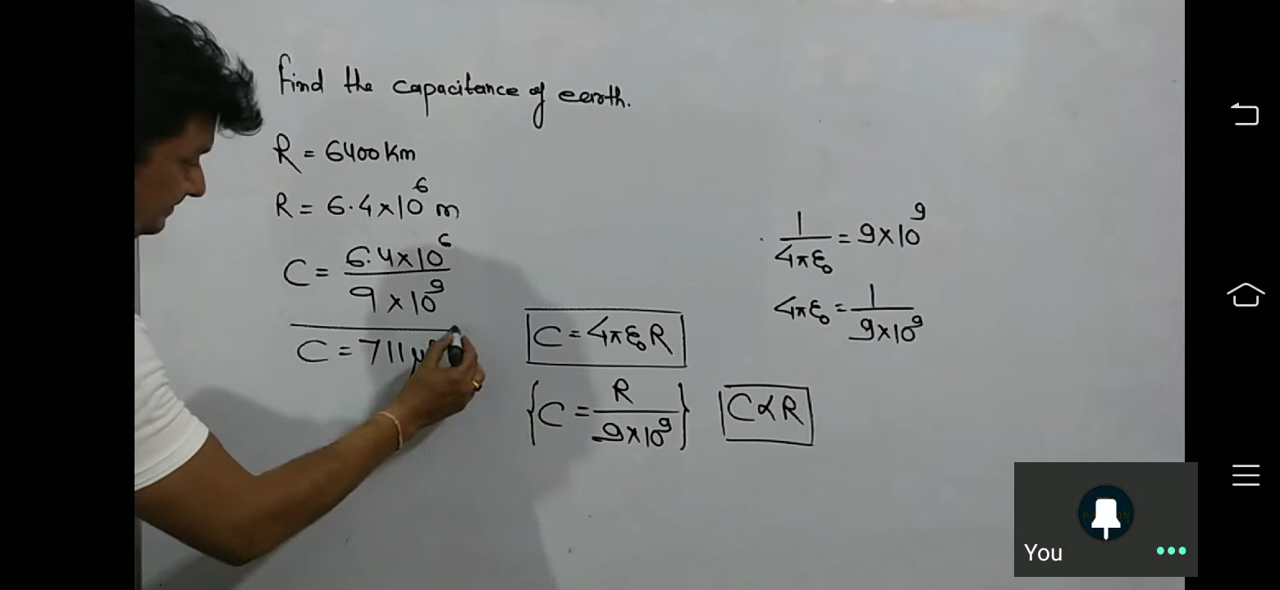 Find the capacitance of earth.
R = 6400 Km
R = 6.4×10⁶ m
C = 6.4×10⁶ / 9×10⁹
C = 711 μ
C = 4πε₀R
{C = R / 9×10⁹}
C ∝ R
1 / 4πε₀ = 9×10⁹
4πε₀ = 1 / 9×10⁹
You